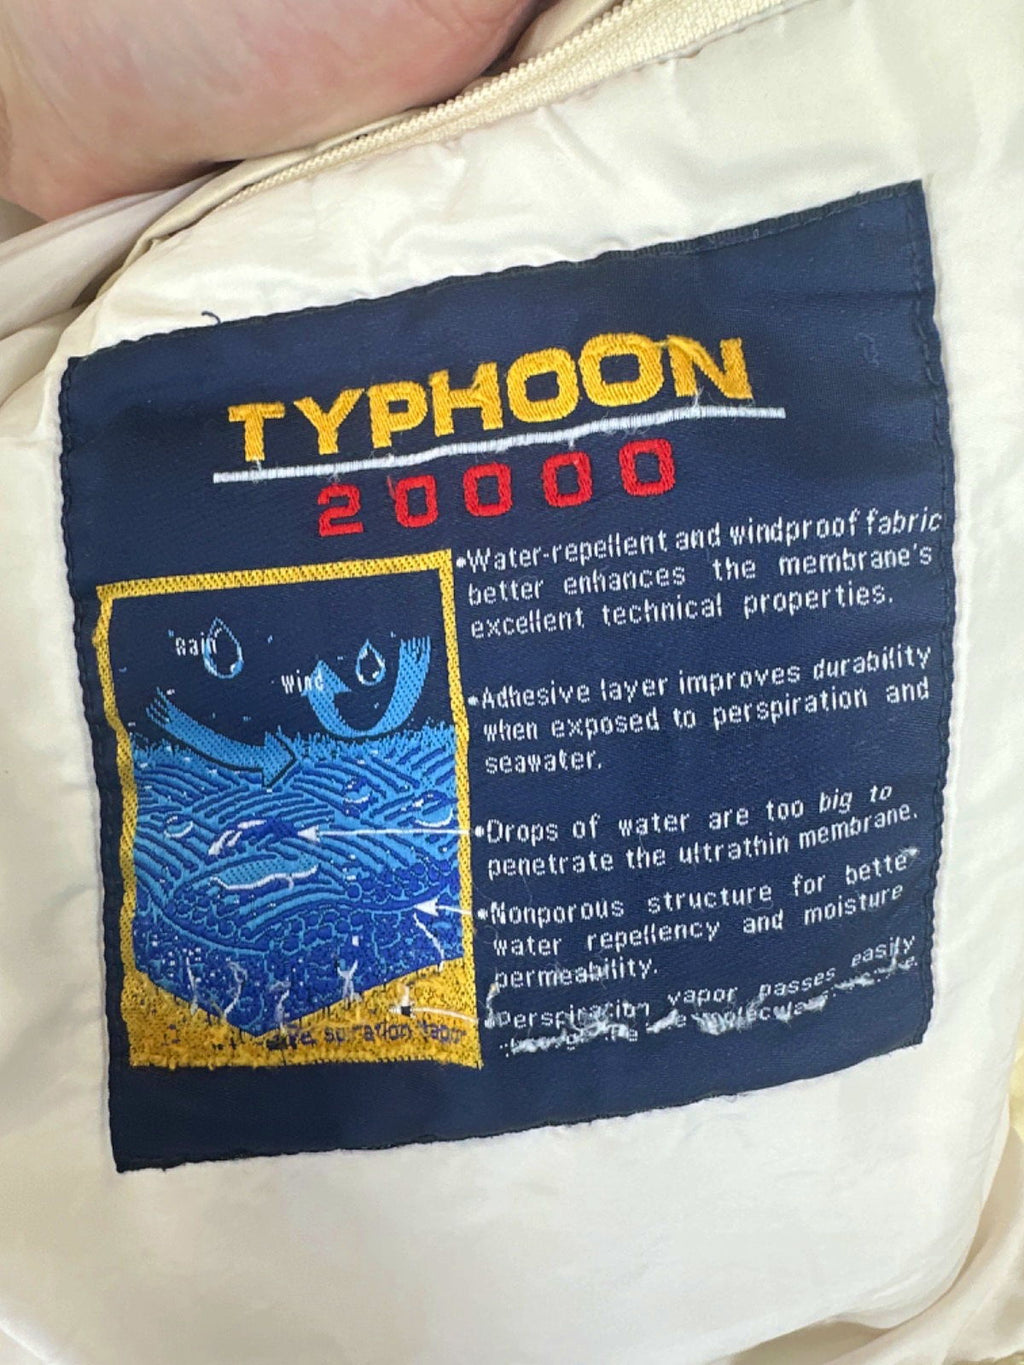 TYPHOON
20000
Rain
Wind
•Water-repellent and windproof fabric
better enhances the membrane's
excellent technical properties.
•Adhesive layer improves durability
when exposed to perspiration and
seawater.
•Drops of water are too big to
penetrate the ultrathin membrane.
•Nonporous structure for bette
water repellency and moisture
permeability.
•Perspiration vapor passes easily